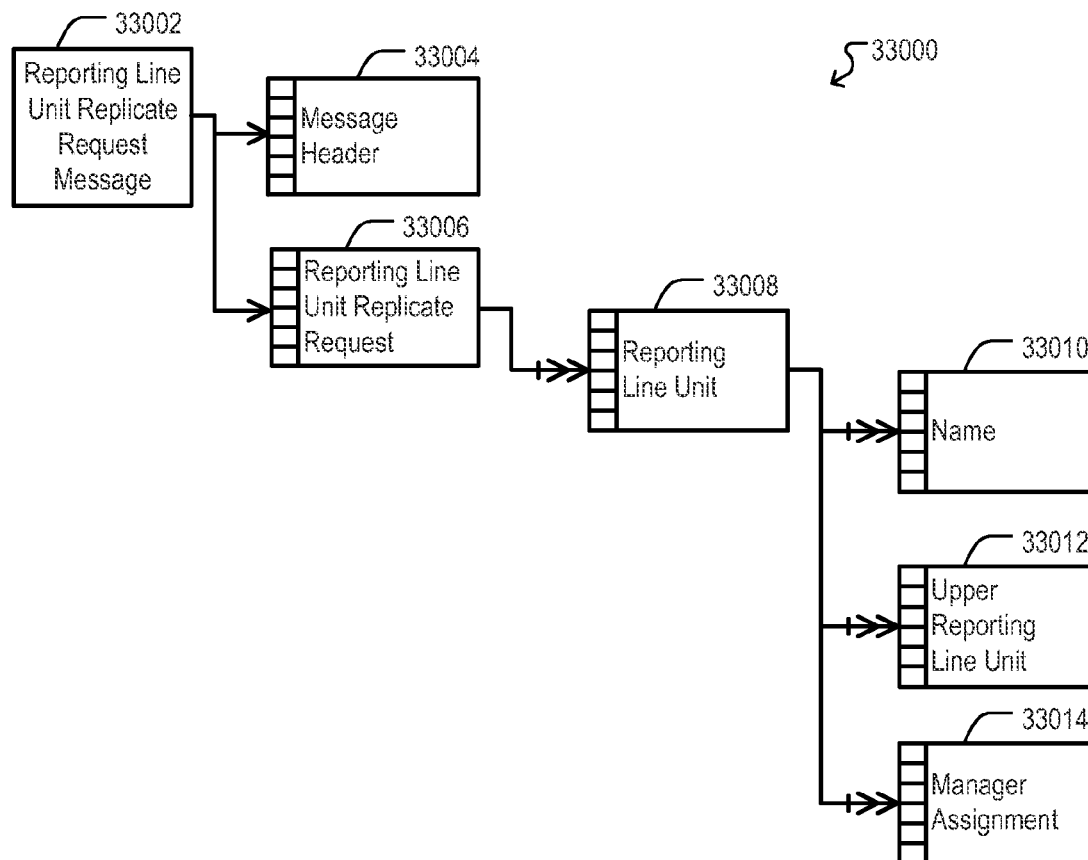 33002
Reporting Line
Unit Replicate
Request
Message
33004
Message
Header
33000
33006
Reporting Line
Unit Replicate
Request
33008
Reporting
Line Unit
33010
Name
33012
Upper
Reporting
Line Unit
33014
Manager
Assignment